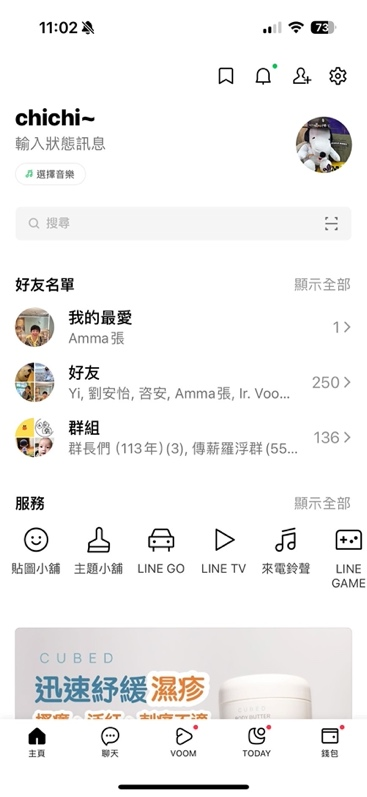 11:02
73
chichi~
輸入狀態訊息
選擇音樂
搜尋
好友名單 顯示全部
我的最愛
Amma張
1
好友
Yi, 劉安怡, 咨安, Amma張, Ir. Voo...
250
群組
群長們（113年）(3), 傳薪羅浮群(55...
136
服務 顯示全部
貼圖小舖 主題小舖 LINE GO LINE TV 來電鈴聲 LINE GAME
CUBED
迅速紓緩濕疹
主頁 聊天 VOOM TODAY 錢包